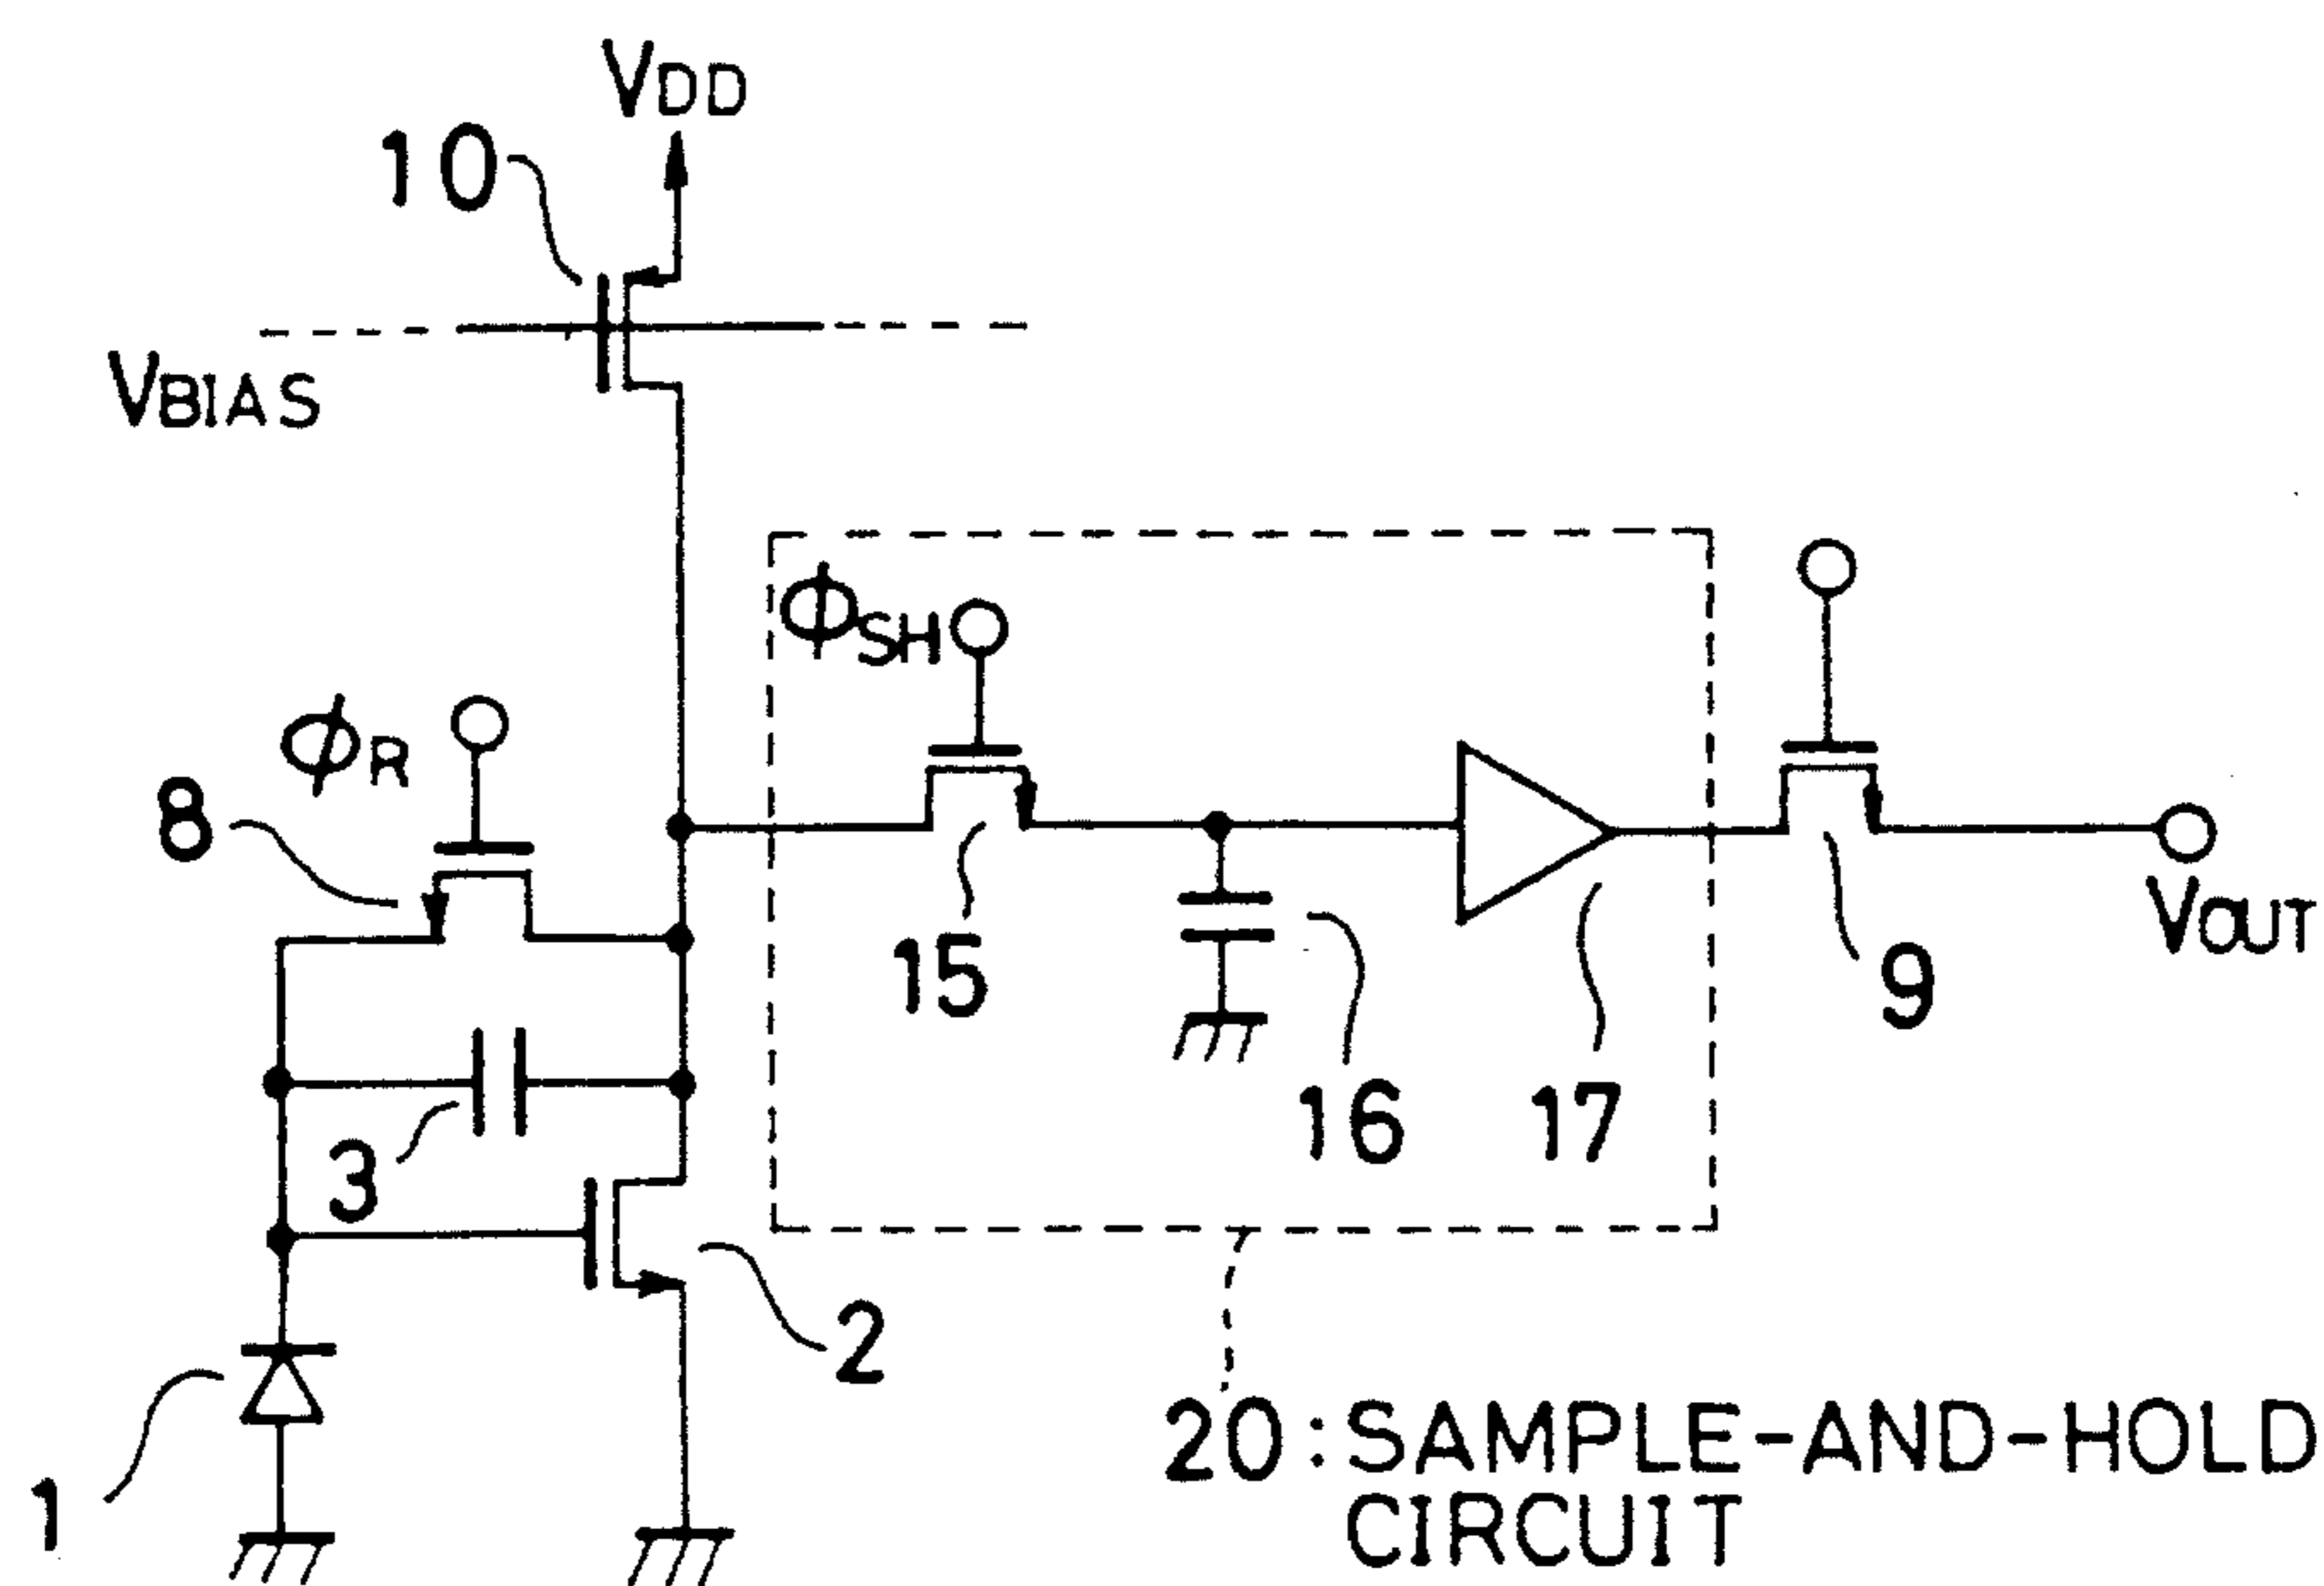 VDD
10
VBIAS
ϕSH
ϕR
8
15
VOUT
9
16
17
3
2
1
20:SAMPLE-AND-HOLD
CIRCUIT